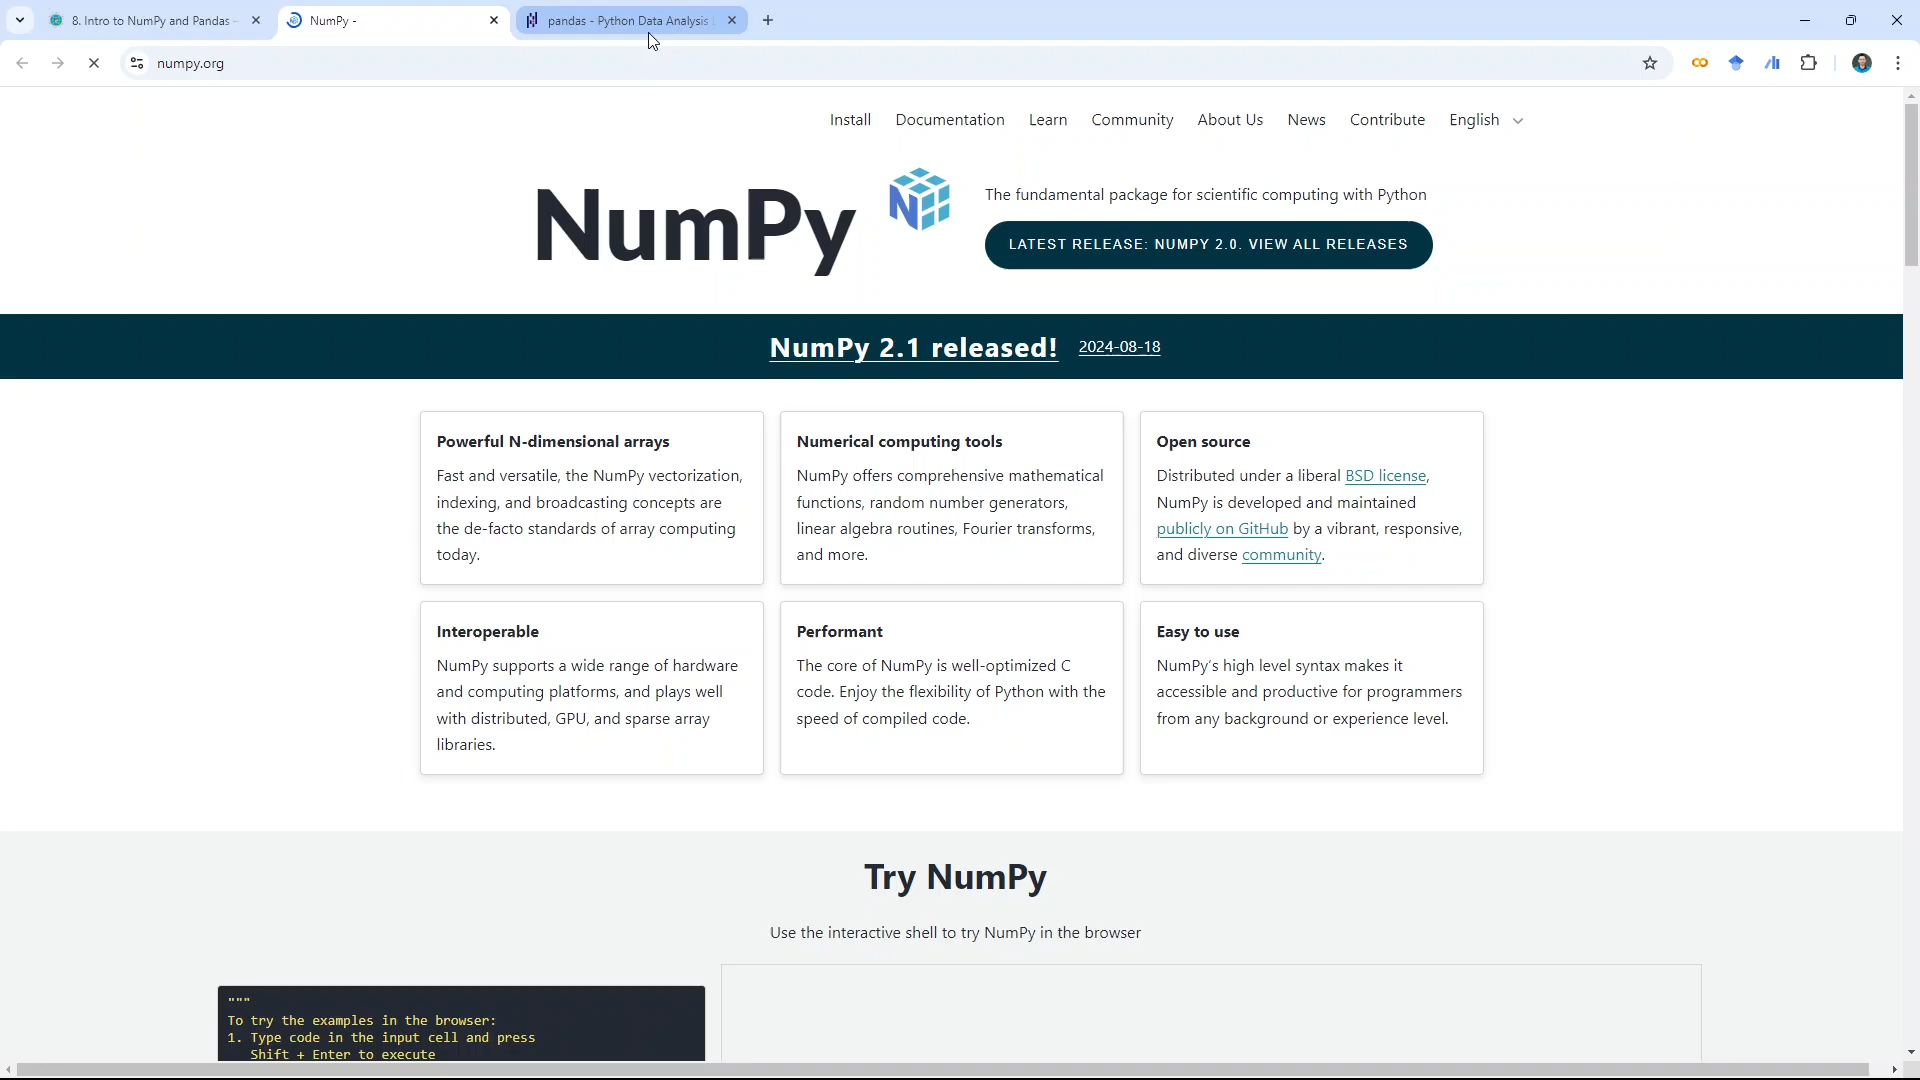 8. Intro to NumPy and Pandas -
NumPy -
pandas - Python Data Analysis
numpy.org
Install Documentation Learn Community About Us News Contribute English
NumPy
The fundamental package for scientific computing with Python
LATEST RELEASE: NUMPY 2.0. VIEW ALL RELEASES
NumPy 2.1 released! 2024-08-18
Powerful N-dimensional arrays
Fast and versatile, the NumPy vectorization,
indexing, and broadcasting concepts are
the de-facto standards of array computing
today.
Numerical computing tools
NumPy offers comprehensive mathematical
functions, random number generators,
linear algebra routines, Fourier transforms,
and more.
Open source
Distributed under a liberal BSD license,
NumPy is developed and maintained
publicly on GitHub by a vibrant, responsive,
and diverse community.
Interoperable
NumPy supports a wide range of hardware
and computing platforms, and plays well
with distributed, GPU, and sparse array
libraries.
Performant
The core of NumPy is well-optimized C
code. Enjoy the flexibility of Python with the
speed of compiled code.
Easy to use
NumPy's high level syntax makes it
accessible and productive for programmers
from any background or experience level.
Try NumPy
Use the interactive shell to try NumPy in the browser
"""
To try the examples in the browser:
1. Type code in the input cell and press
Shift + Enter to execute